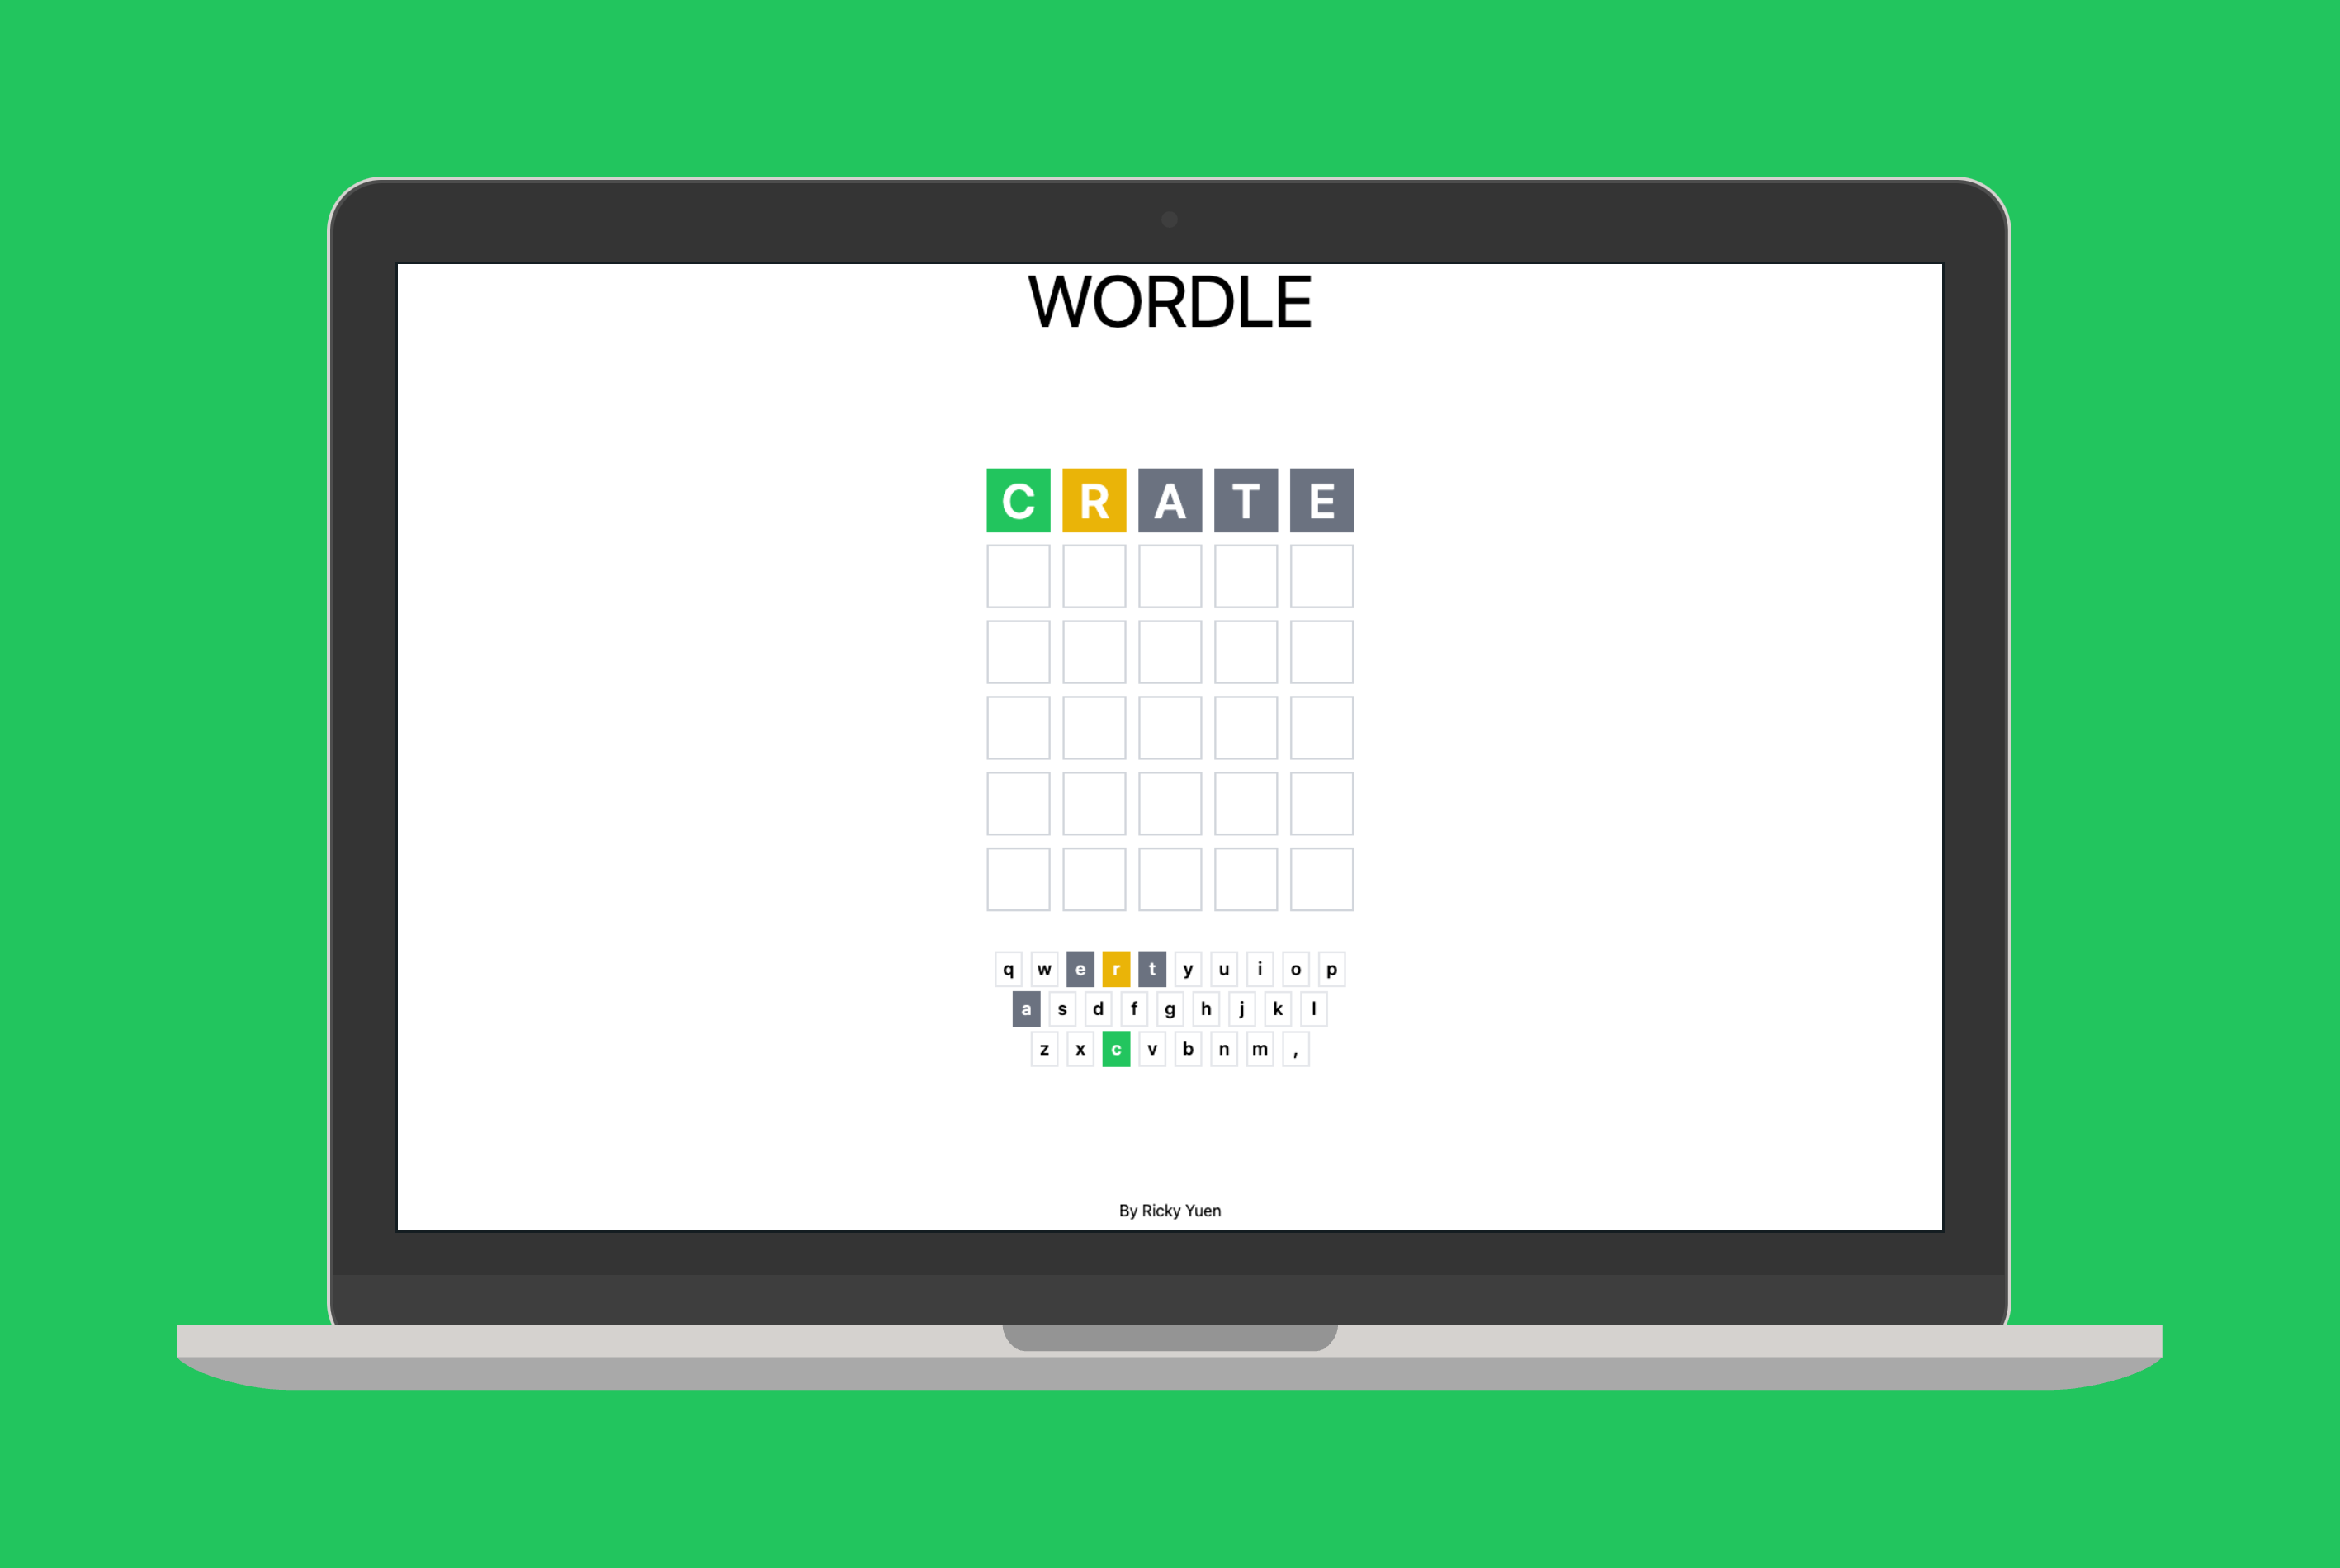 WORDLE
C R A T E
q w e r t y u i o p
a s d f g h j k l
z x c v b n m ,
By Ricky Yuen